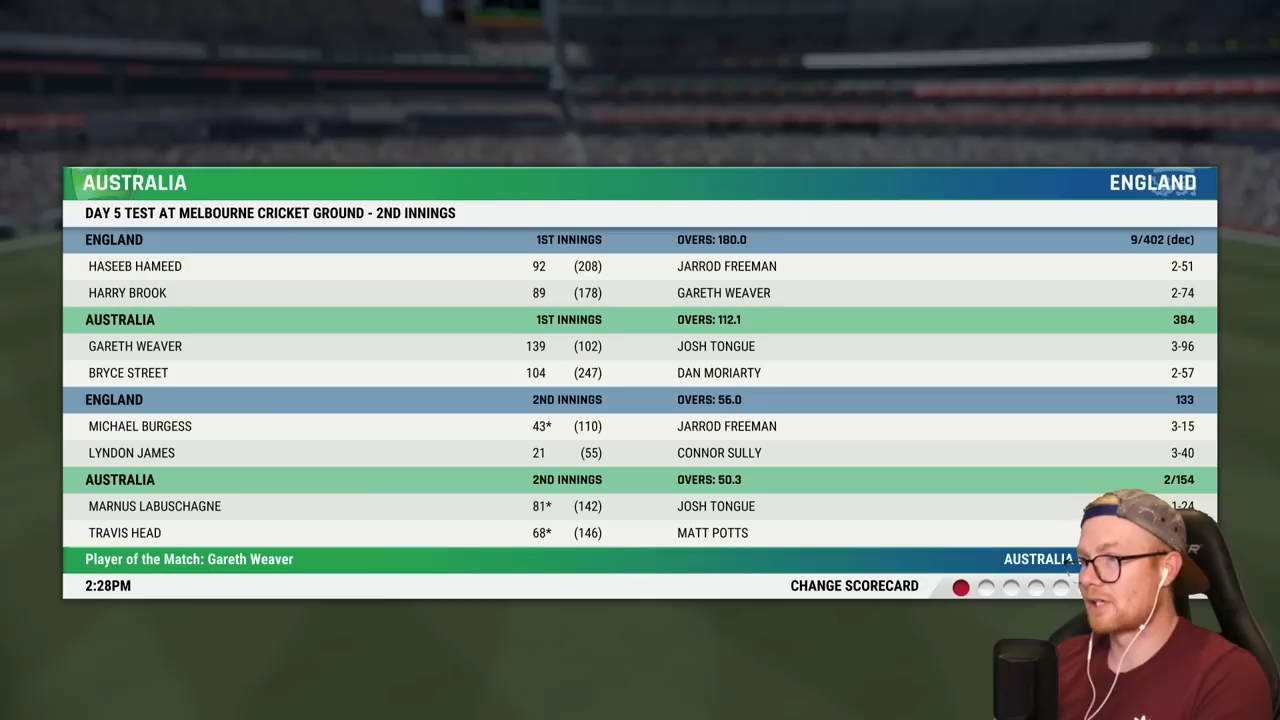 AUSTRALIA ENGLAND
DAY 5 TEST AT MELBOURNE CRICKET GROUND - 2ND INNINGS
ENGLAND 1ST INNINGS OVERS: 180.0 9/402 (dec)
HASEEB HAMEED 92 (208) JARROD FREEMAN 2-51
HARRY BROOK 89 (178) GARETH WEAVER 2-74
AUSTRALIA 1ST INNINGS OVERS: 112.1 384
GARETH WEAVER 139 (102) JOSH TONGUE 3-96
BRYCE STREET 104 (247) DAN MORIARTY 2-57
ENGLAND 2ND INNINGS OVERS: 56.0 133
MICHAEL BURGESS 43* (110) JARROD FREEMAN 3-15
LYNDON JAMES 21 (55) CONNOR SULLY 3-40
AUSTRALIA 2ND INNINGS OVERS: 50.3 2/154
MARNUS LABUSCHAGNE 81* (142) JOSH TONGUE 1-24
TRAVIS HEAD 68* (146) MATT POTTS
Player of the Match: Gareth Weaver AUSTRALIA
2:28PM CHANGE SCORECARD